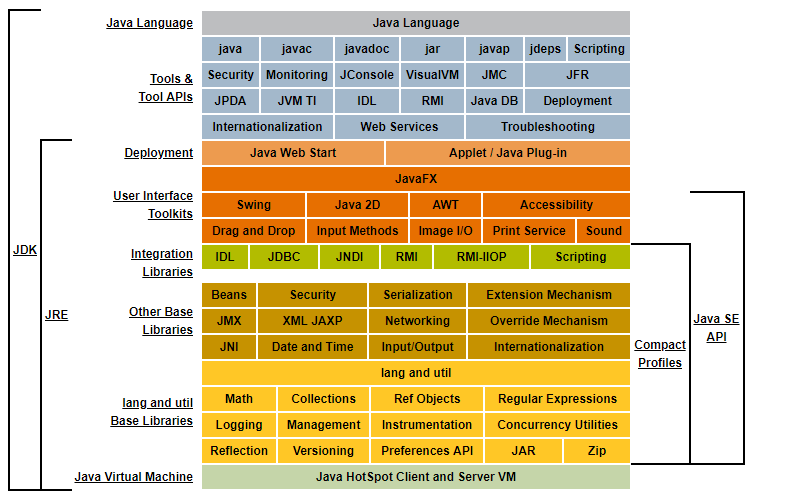 Java Language Java Language
java javac javadoc jar javap jdeps Scripting
Tools &
Tool APIs
Security Monitoring JConsole VisualVM JMC JFR
JPDA JVM TI IDL RMI Java DB Deployment
Internationalization Web Services Troubleshooting
Deployment Java Web Start Applet / Java Plug-in
JavaFX
User Interface
Toolkits
Swing Java 2D AWT Accessibility
Drag and Drop Input Methods Image I/O Print Service Sound
JDK
Integration
Libraries
IDL JDBC JNDI RMI RMI-IIOP Scripting
JRE
Other Base
Libraries
Beans Security Serialization Extension Mechanism
JMX XML JAXP Networking Override Mechanism
JNI Date and Time Input/Output Internationalization
Java SE
API
Compact
Profiles
lang and util
lang and util
Base Libraries
Math Collections Ref Objects Regular Expressions
Logging Management Instrumentation Concurrency Utilities
Reflection Versioning Preferences API JAR Zip
Java Virtual Machine Java HotSpot Client and Server VM